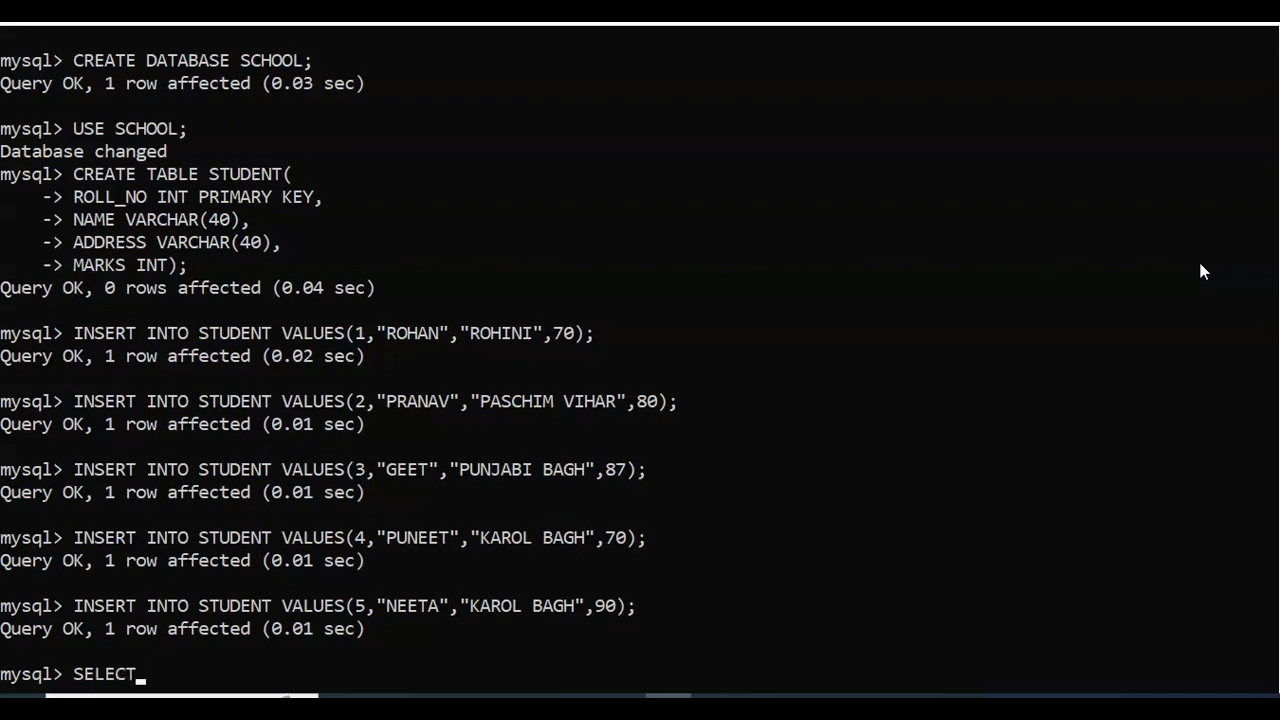 mysql> CREATE DATABASE SCHOOL;
Query OK, 1 row affected (0.03 sec)
mysql> USE SCHOOL;
Database changed
mysql> CREATE TABLE STUDENT(
    -> ROLL_NO INT PRIMARY KEY,
    -> NAME VARCHAR(40),
    -> ADDRESS VARCHAR(40),
    -> MARKS INT);
Query OK, 0 rows affected (0.04 sec)
mysql> INSERT INTO STUDENT VALUES(1,"ROHAN","ROHINI",70);
Query OK, 1 row affected (0.02 sec)
mysql> INSERT INTO STUDENT VALUES(2,"PRANAV","PASCHIM VIHAR",80);
Query OK, 1 row affected (0.01 sec)
mysql> INSERT INTO STUDENT VALUES(3,"GEET","PUNJABI BAGH",87);
Query OK, 1 row affected (0.01 sec)
mysql> INSERT INTO STUDENT VALUES(4,"PUNEET","KAROL BAGH",70);
Query OK, 1 row affected (0.01 sec)
mysql> INSERT INTO STUDENT VALUES(5,"NEETA","KAROL BAGH",90);
Query OK, 1 row affected (0.01 sec)
mysql> SELECT